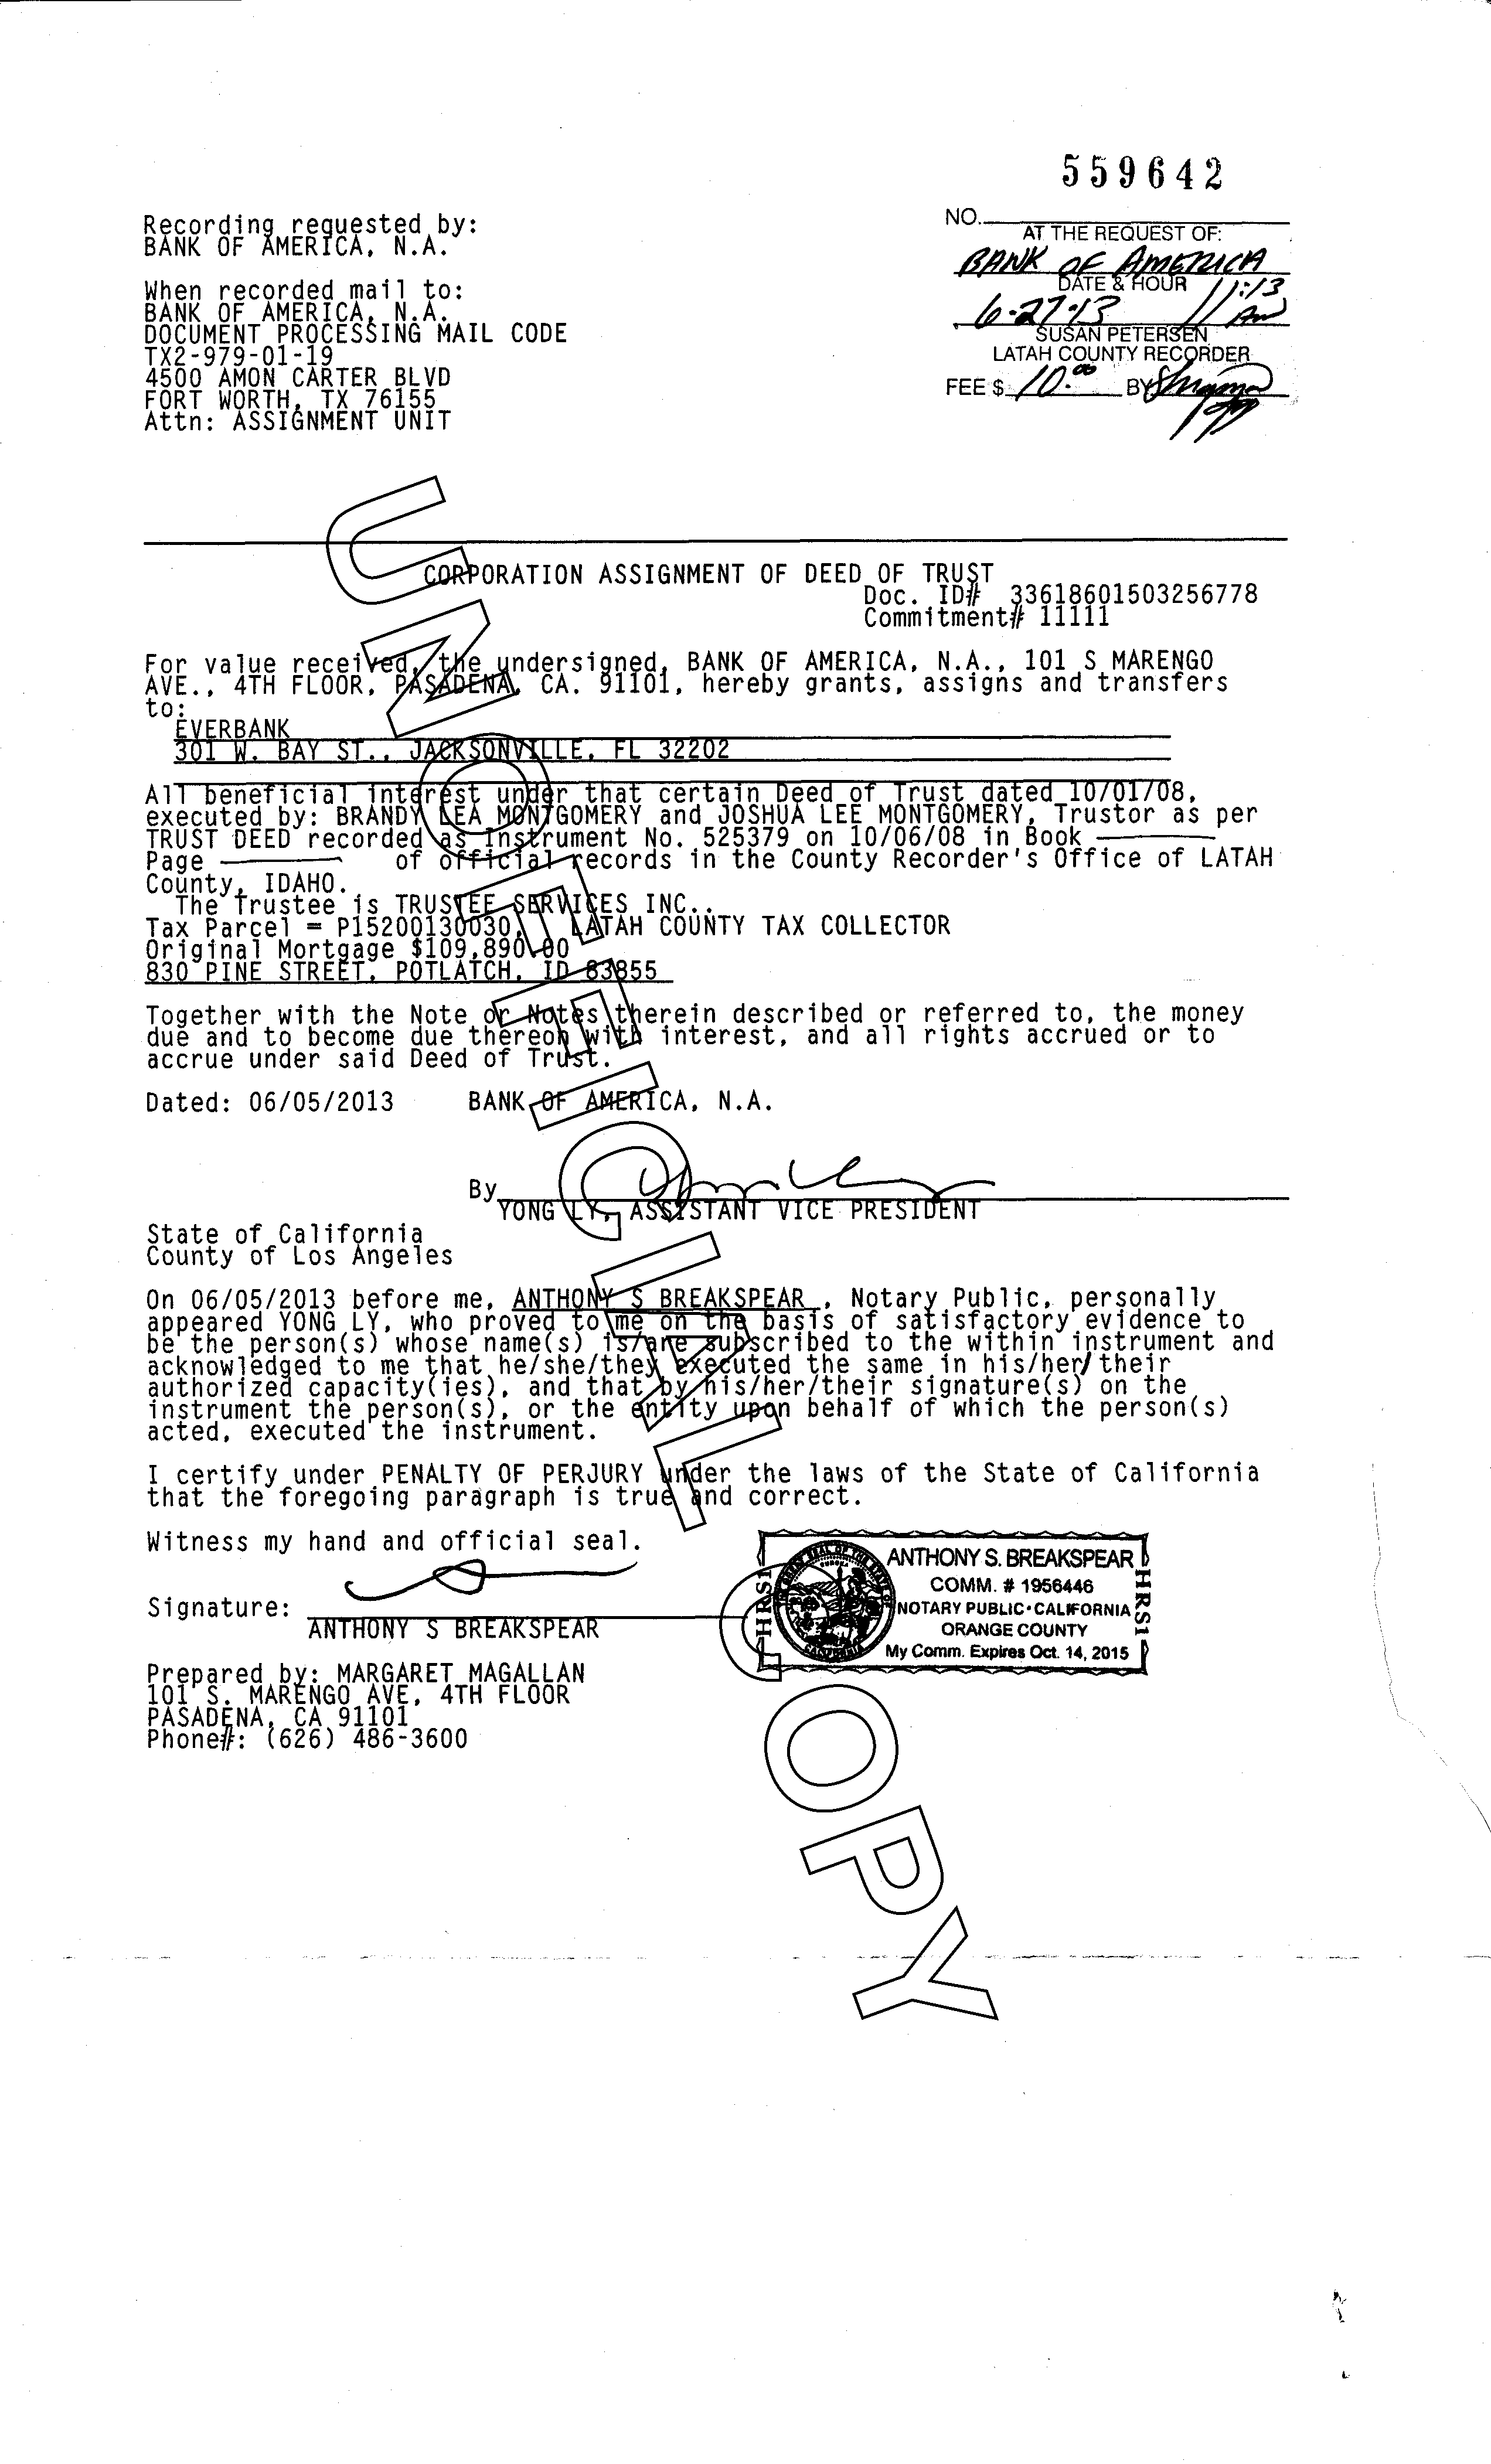 559642
Recording requested by:
BANK OF AMERICA, N.A.
NO.
AT THE REQUEST OF:
BANK OF AMERICA
DATE & HOUR
6-27-13 11:13 Am
SUSAN PETERSEN
LATAH COUNTY RECORDER
FEE $ 10.00 BY
When recorded mail to:
BANK OF AMERICA, N.A.
DOCUMENT PROCESSING MAIL CODE
TX2-979-01-19
4500 AMON CARTER BLVD
FORT WORTH, TX 76155
Attn: ASSIGNMENT UNIT
CORPORATION ASSIGNMENT OF DEED OF TRUST
Doc. ID# 33618601503256778
Commitment# 11111
For value received, the undersigned, BANK OF AMERICA, N.A., 101 S MARENGO
AVE., 4TH FLOOR, PASADENA, CA. 91101, hereby grants, assigns and transfers
to:
EVERBANK
301 W. BAY ST., JACKSONVILLE, FL 32202
All beneficial interest under that certain Deed of Trust dated 10/01/08,
executed by: BRANDY LEA MONTGOMERY and JOSHUA LEE MONTGOMERY, Trustor as per
TRUST DEED recorded as Instrument No. 525379 on 10/06/08 in Book
Page of official records in the County Recorder's Office of LATAH
County, IDAHO.
The Trustee is TRUSTEE SERVICES INC..
Tax Parcel = P15200130030, LATAH COUNTY TAX COLLECTOR
Original Mortgage $109,890.00
830 PINE STREET, POTLATCH, ID 83855
Together with the Note or Notes therein described or referred to, the money
due and to become due thereon with interest, and all rights accrued or to
accrue under said Deed of Trust.
Dated: 06/05/2013 BANK OF AMERICA, N.A.
By
YONG LY, ASSISTANT VICE PRESIDENT
State of California
County of Los Angeles
On 06/05/2013 before me, ANTHONY S BREAKSPEAR , Notary Public, personally
appeared YONG LY, who proved to me on the basis of satisfactory evidence to
be the person(s) whose name(s) is/are subscribed to the within instrument and
acknowledged to me that he/she/they executed the same in his/her/their
authorized capacity(ies), and that by his/her/their signature(s) on the
instrument the person(s), or the entity upon behalf of which the person(s)
acted, executed the instrument.
I certify under PENALTY OF PERJURY under the laws of the State of California
that the foregoing paragraph is true and correct.
Witness my hand and official seal.
Signature:
ANTHONY S BREAKSPEAR
HRS1
ANTHONY S. BREAKSPEAR
COMM. # 1956446
NOTARY PUBLIC•CALIFORNIA
ORANGE COUNTY
My Comm. Expires Oct. 14, 2015
HRS1
Prepared by: MARGARET MAGALLAN
101 S. MARENGO AVE, 4TH FLOOR
PASADENA, CA 91101
Phone#: (626) 486-3600
UNOFFICIAL COPY